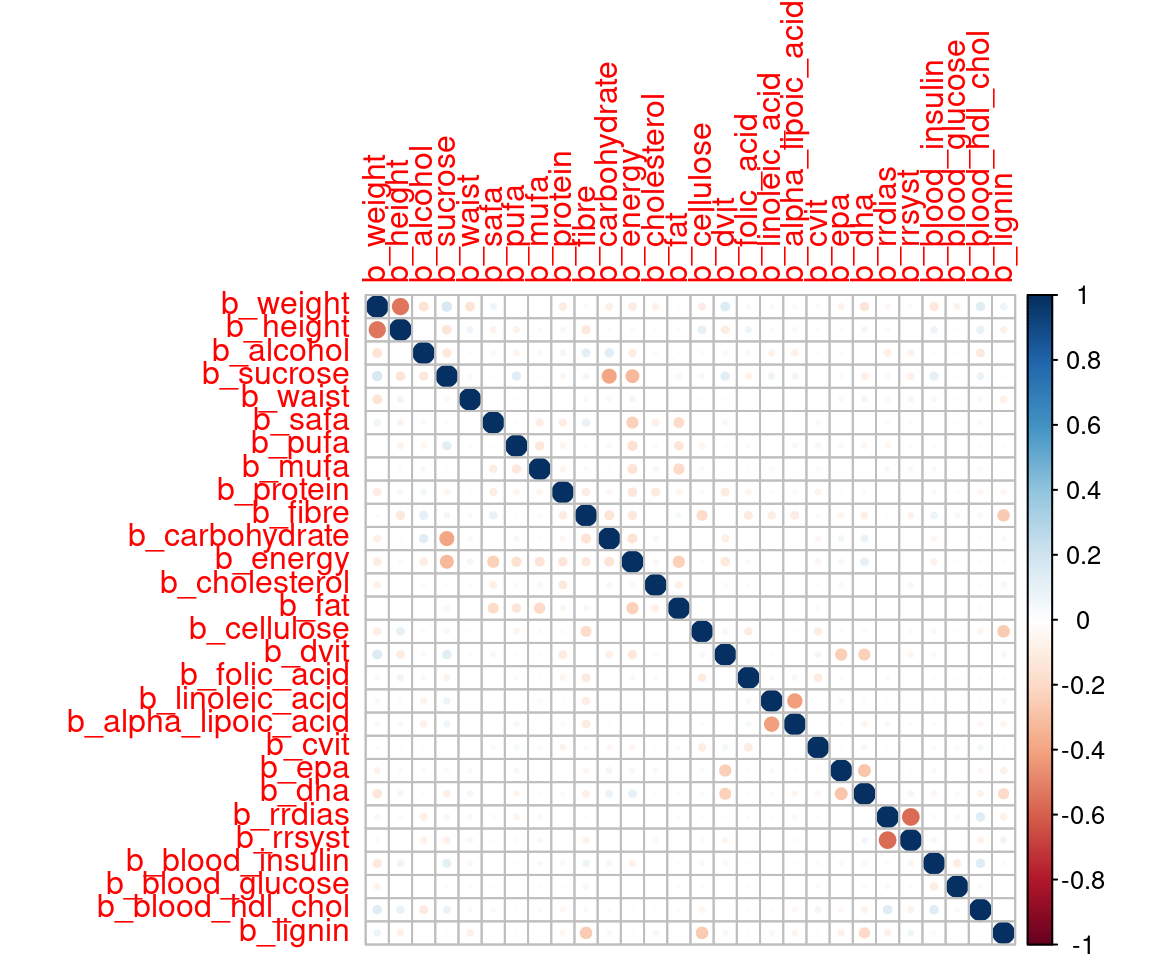 b_weight
b_height
b_alcohol
b_sucrose
b_waist
b_safa
b_pufa
b_mufa
b_protein
b_fibre
b_carbohydrate
b_energy
b_cholesterol
b_fat
b_cellulose
b_dvit
b_folic_acid
b_linoleic_acid
b_alpha_lipoic_acid
b_cvit
b_epa
b_dha
b_rrdias
b_rrsyst
b_blood_insulin
b_blood_glucose
b_blood_hdl_chol
b_lignin
b_weight
b_height
b_alcohol
b_sucrose
b_waist
b_safa
b_pufa
b_mufa
b_protein
b_fibre
b_carbohydrate
b_energy
b_cholesterol
b_fat
b_cellulose
b_dvit
b_folic_acid
b_linoleic_acid
b_alpha_lipoic_acid
b_cvit
b_epa
b_dha
b_rrdias
b_rrsyst
b_blood_insulin
b_blood_glucose
b_blood_hdl_chol
b_lignin
1
0.8
0.6
0.4
0.2
0
-0.2
-0.4
-0.6
-0.8
-1